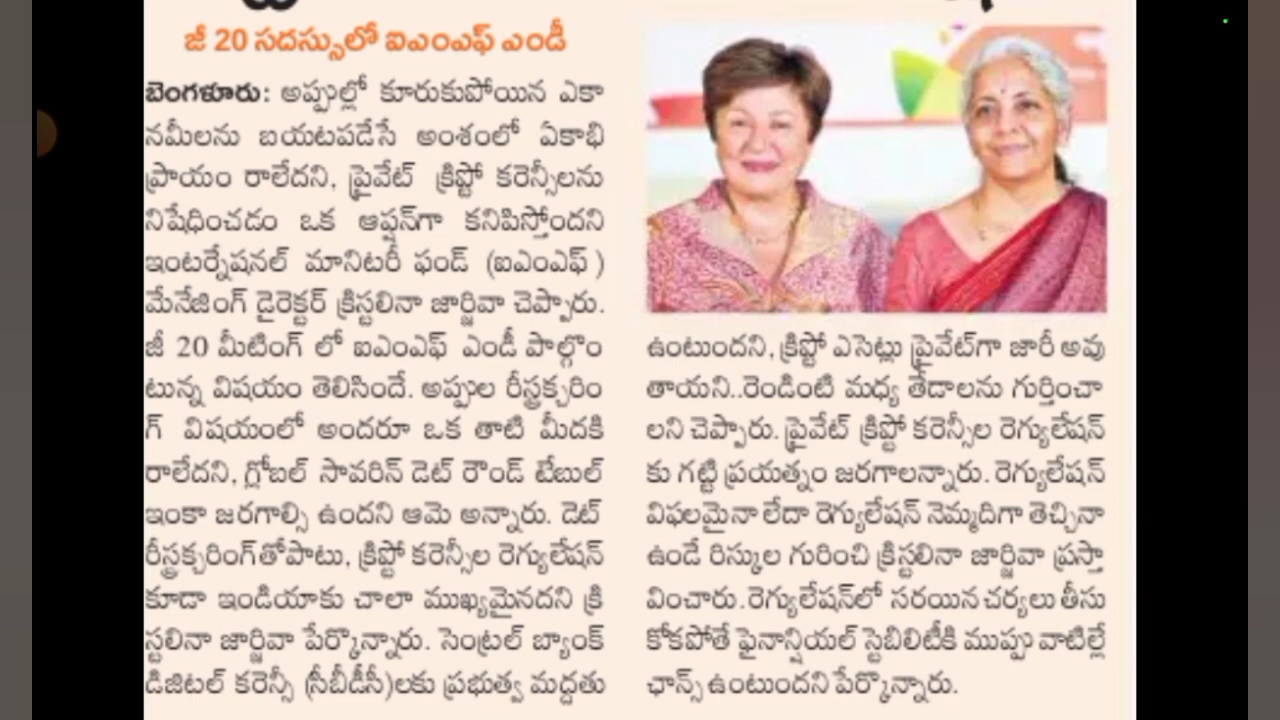 జీ 20 సదస్సులో ఐఎంఎఫ్ ఎండీ
బెంగళూరు: అప్పుల్లో కూరుకుపోయిన ఎకా
నమీలను బయటపడేసే అంశంలో ఏకాభి
ప్రాయం రాలేదని, ప్రైవేట్ క్రిప్టో కరెన్సీలను
నిషేధించడం ఒక ఆప్షన్‌గా కనిపిస్తోందని
ఇంటర్నేషనల్ మానిటరీ ఫండ్ (ఐఎంఎఫ్ )
మేనేజింగ్ డైరెక్టర్ క్రిస్టలినా జార్జివా చెప్పారు.
జీ 20 మీటింగ్ లో ఐఎంఎఫ్ ఎండీ పాల్గొం
టున్న విషయం తెలిసిందే. అప్పుల రీస్ట్రక్చరిం
గ్ విషయంలో అందరూ ఒక తాటి మీదకి
రాలేదని, గ్లోబల్ సావరిన్ డెట్ రౌండ్ టేబుల్
ఇంకా జరగాల్సి ఉందని ఆమె అన్నారు. డెట్
రీస్ట్రక్చరింగ్‌తోపాటు, క్రిప్టో కరెన్సీల రెగ్యులేషన్
కూడా ఇండియాకు చాలా ముఖ్యమైనదని క్రి
స్టలినా జార్జివా పేర్కొన్నారు. సెంట్రల్ బ్యాంక్
డిజిటల్ కరెన్సీ (సీబీడీసీ)లకు ప్రభుత్వ మద్దతు
ఉంటుందని, క్రిప్టో ఎసెట్లు ప్రైవేట్‌గా జారీ అవు
తాయని..రెండింటి మధ్య తేడాలను గుర్తించా
లని చెప్పారు. ప్రైవేట్ క్రిప్టో కరెన్సీల రెగ్యులేషన్
కు గట్టి ప్రయత్నం జరగాలన్నారు. రెగ్యులేషన్
విఫలమైనా లేదా రెగ్యులేషన్ నెమ్మదిగా తెచ్చినా
ఉండే రిస్కుల గురించి క్రిస్టలినా జార్జివా ప్రస్తా
వించారు. రెగ్యులేషన్‌లో సరయిన చర్యలు తీసు
కోకపోతే ఫైనాన్షియల్ స్టెబిలిటీకి ముప్పు వాటిల్లే
ఛాన్స్ ఉంటుందని పేర్కొన్నారు.